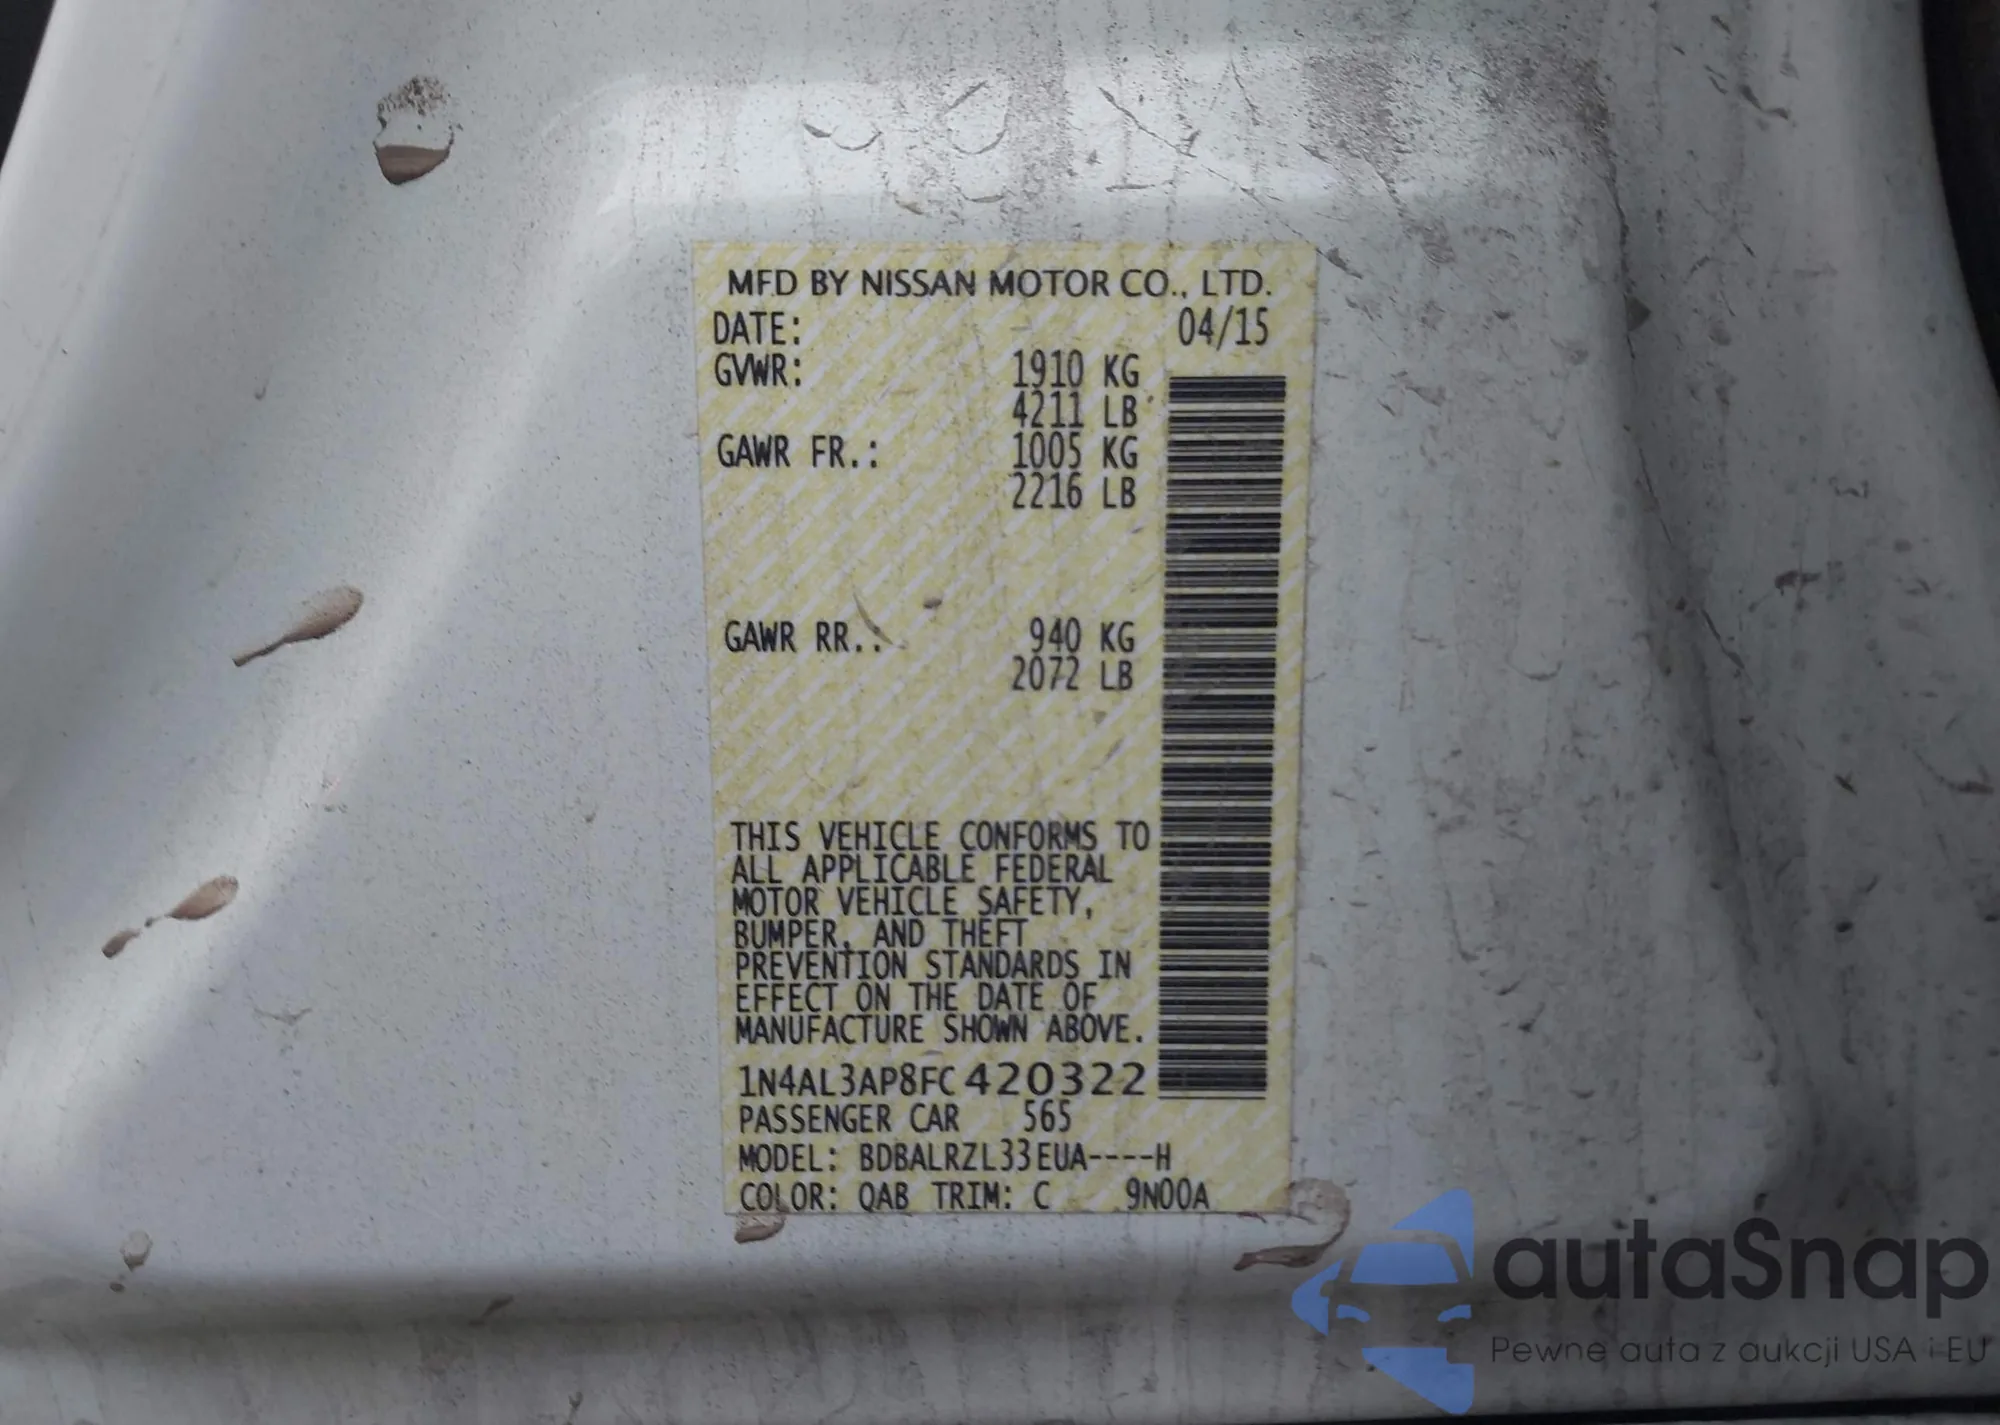 MFD BY NISSAN MOTOR CO., LTD.
DATE: 04/15
GVWR: 1910 KG
4211 LB
GAWR FR.: 1005 KG
2216 LB
GAWR RR.: 940 KG
2072 LB
THIS VEHICLE CONFORMS TO
ALL APPLICABLE FEDERAL
MOTOR VEHICLE SAFETY,
BUMPER, AND THEFT
PREVENTION STANDARDS IN
EFFECT ON THE DATE OF
MANUFACTURE SHOWN ABOVE.
1N4AL3AP8FC420322
PASSENGER CAR 565
MODEL: BDBALRZL33EUA----H
COLOR: QAB TRIM: C 9N00A
autaSnap
Pewne auta z aukcji USA i EU